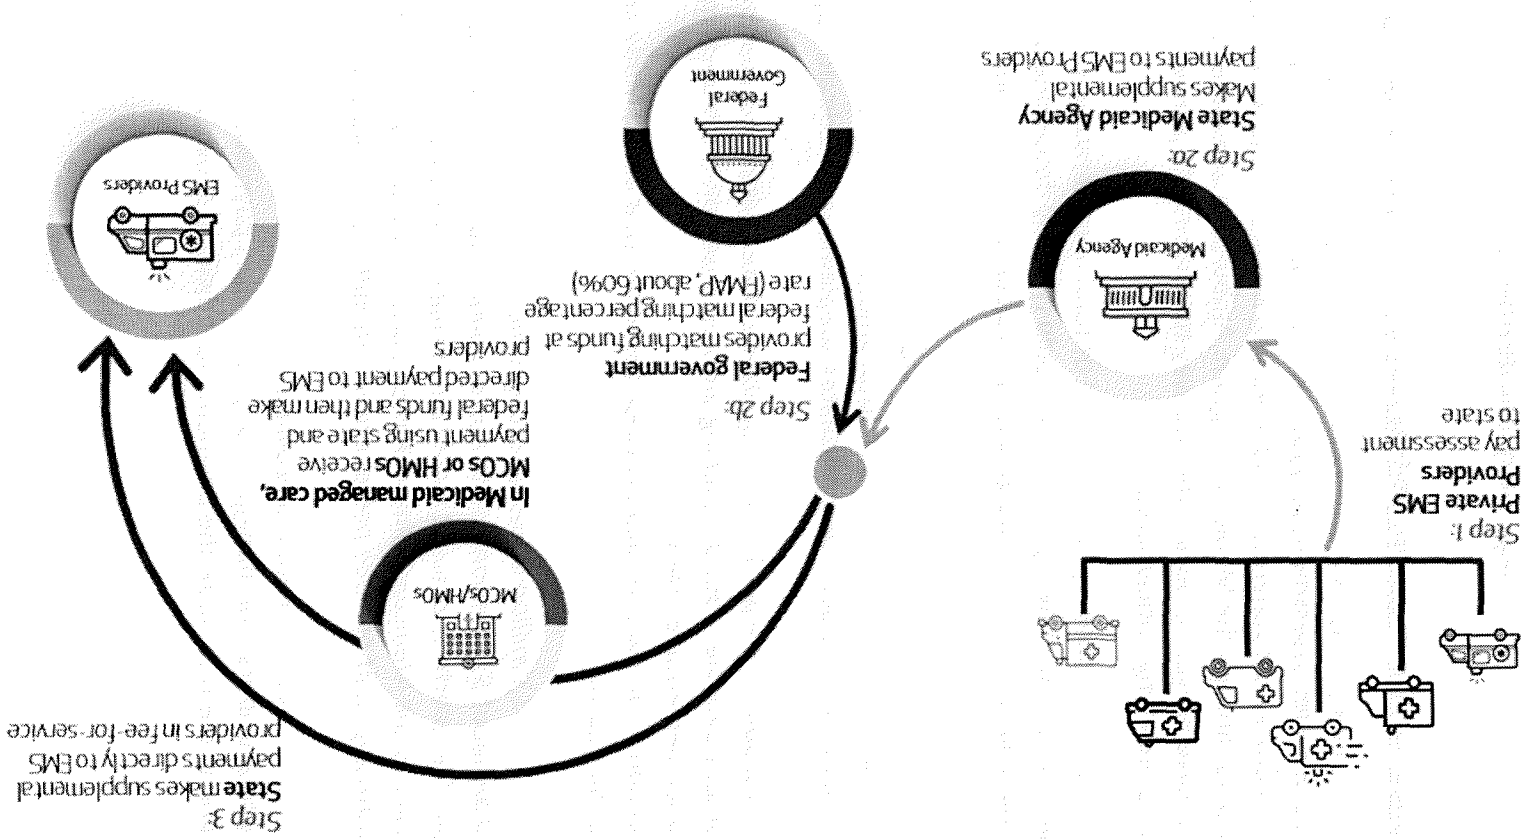 Step 1:
Private EMS
Providers
pay assessment
to state
Medicaid Agency
Step 2a:
State Medicaid Agency
Makes supplemental
payments to EMS Providers
Federal
Government
Step 2b:
Federal government
provides matching funds at
federal matching percentage
rate (FMAP, about 60%)
MCOs/HMOs
In Medicaid managed care,
MCOs or HMOs receive
payment using state and
federal funds and then make
directed payment to EMS
providers
Step 3:
State makes supplemental
payments directly to EMS
providers in fee-for-service
EMS Providers